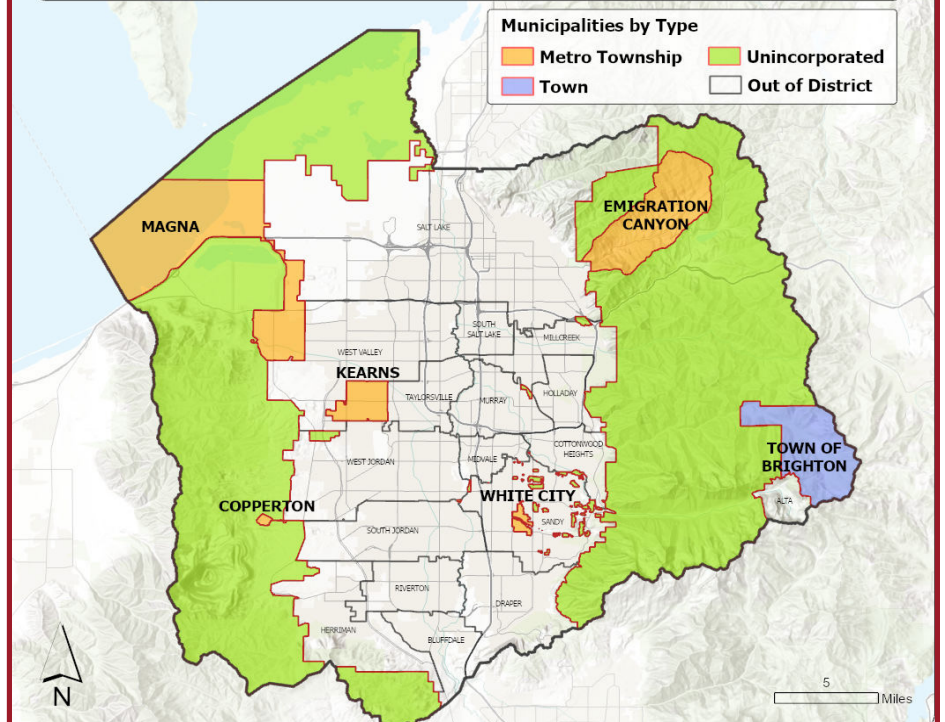 Municipalities by Type
Metro Township
Unincorporated
Town
Out of District
MAGNA
SALT LAKE
EMIGRATION
CANYON
SOUTH
SALT LAKE
MILLCREEK
WEST VALLEY
KEARNS
TAYLORSVILLE
MURRAY
HOLLADAY
COTTONWOOD
HEIGHTS
TOWN OF
BRIGHTON
WEST JORDAN
MIDVALE
WHITE CITY
ALTA
COPPERTON
SANDY
SOUTH JORDAN
RIVERTON
DRAPER
HERRIMAN
BLUFFDALE
N
5
Miles